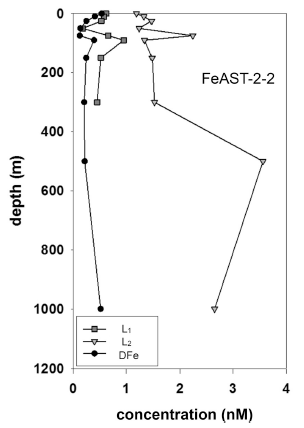 0
200
400
600
800
1000
1200
depth (m)
FeAST-2-2
L₁
L₂
DFe
0 1 2 3 4
concentration (nM)